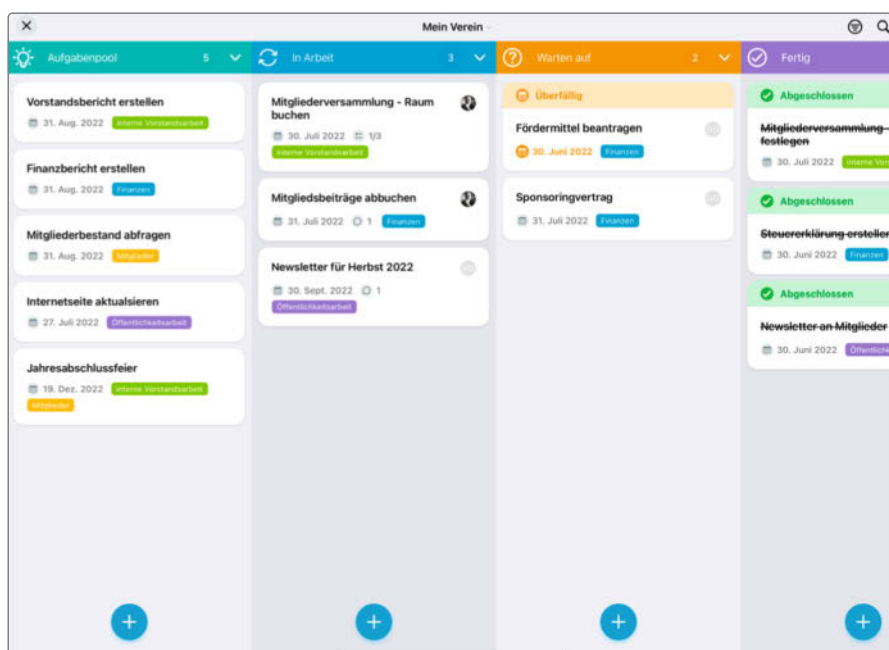 Mein Verein
Aufgabenpool 5
Vorstandsbericht erstellen
31. Aug. 2022 Interne Vorstandsarbeit
Finanzbericht erstellen
31. Aug. 2022 Finanzen
Mitgliederbestand abfragen
31. Aug. 2022 Mitglieder
Internetseite aktualsieren
27. Juli 2022 Öffentlichkeitsarbeit
Jahresabschlussfeier
19. Dez. 2022 Interne Vorstandsarbeit
Mitglieder
In Arbeit 3
Mitgliederversammlung - Raum
buchen
30. Juli 2022 1/3
Interne Vorstandsarbeit
Mitgliedsbeiträge abbuchen
31. Juli 2022 1 Finanzen
Newsletter für Herbst 2022
30. Sept. 2022 1
Öffentlichkeitsarbeit
Warten auf 2
Überfällig
Fördermittel beantragen
30. Juni 2022 Finanzen
Sponsoringvertrag
31. Juli 2022 Finanzen
Fertig
Abgeschlossen
Mitgliederversammlung -
festlegen
30. Juli 2022 Interne Vors
Abgeschlossen
Steuererklärung erstellen
30. Juni 2022 Finanzen
Abgeschlossen
Newsletter an Mitglieder
30. Juni 2022 Öffentlich